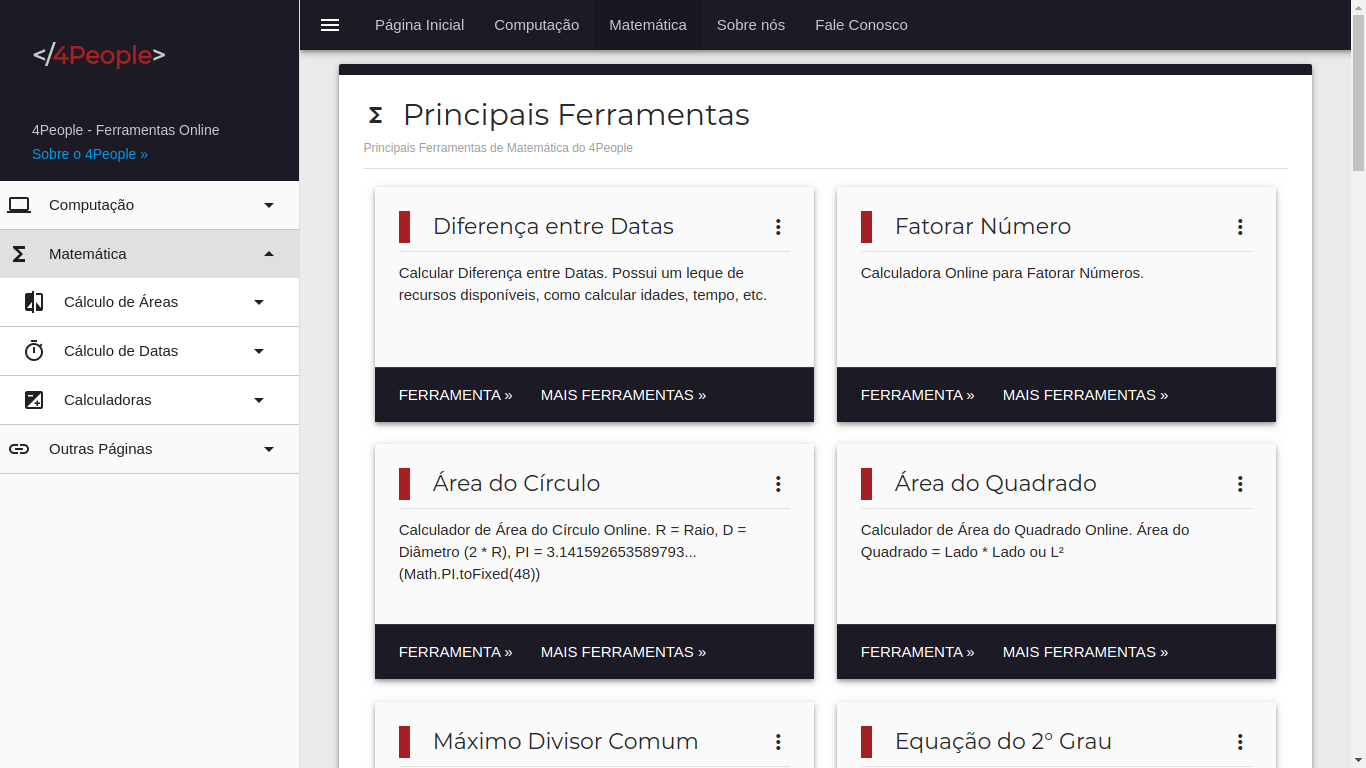 </4People>
4People - Ferramentas Online
Sobre o 4People »
Computação
Matemática
Cálculo de Áreas
Cálculo de Datas
Calculadoras
Outras Páginas
Página Inicial Computação Matemática Sobre nós Fale Conosco
Σ Principais Ferramentas
Principais Ferramentas de Matemática do 4People
Diferença entre Datas
Calcular Diferença entre Datas. Possui um leque de
recursos disponíveis, como calcular idades, tempo, etc.
FERRAMENTA » MAIS FERRAMENTAS »
Fatorar Número
Calculadora Online para Fatorar Números.
FERRAMENTA » MAIS FERRAMENTAS »
Área do Círculo
Calculador de Área do Círculo Online. R = Raio, D =
Diâmetro (2 * R), PI = 3.141592653589793...
(Math.PI.toFixed(48))
FERRAMENTA » MAIS FERRAMENTAS »
Área do Quadrado
Calculador de Área do Quadrado Online. Área do
Quadrado = Lado * Lado ou L²
FERRAMENTA » MAIS FERRAMENTAS »
Máximo Divisor Comum
Equação do 2° Grau